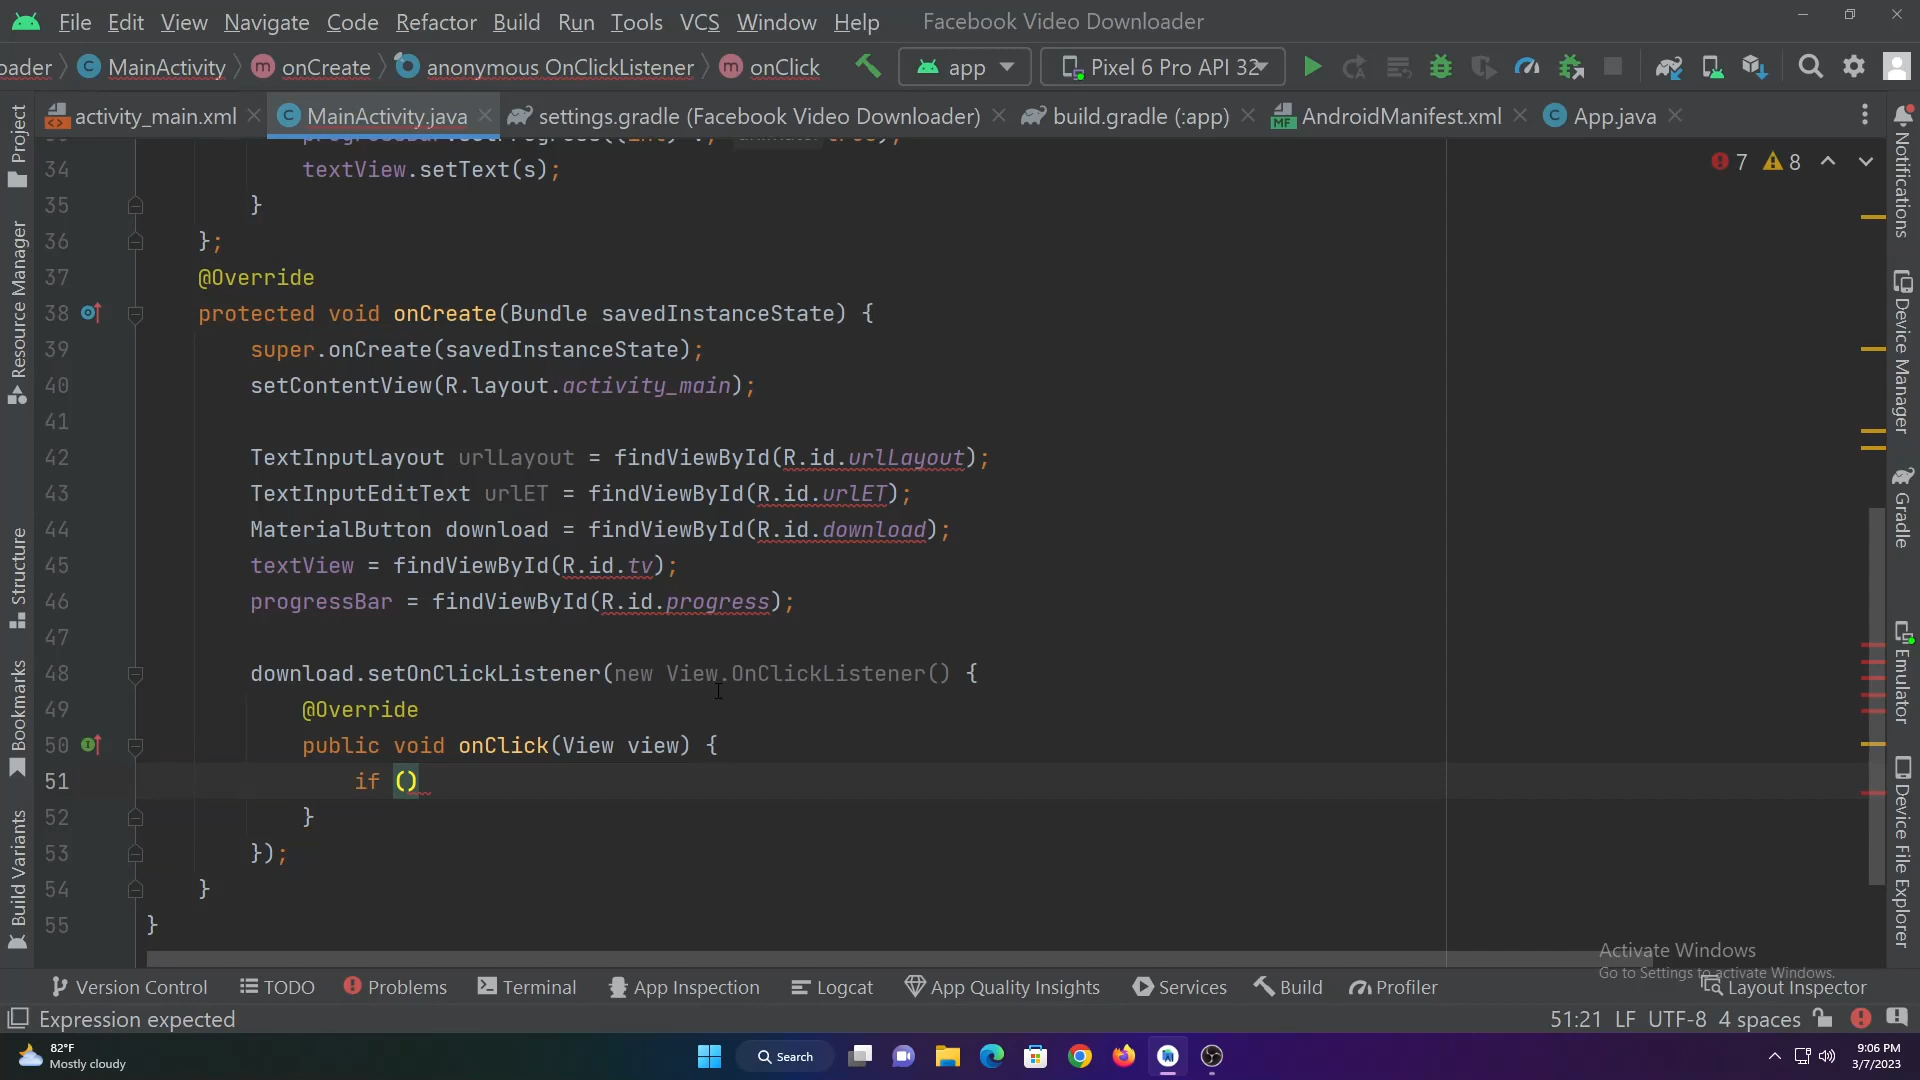 File Edit View Navigate Code Refactor Build Run Tools VCS Window Help Facebook Video Downloader
oader MainActivity onCreate anonymous OnClickListener onClick app Pixel 6 Pro API 32
activity_main.xml MainActivity.java settings.gradle (Facebook Video Downloader) build.gradle (:app) AndroidManifest.xml App.java
7 8
34 textView.setText(s);
35 }
36 };
37 @Override
38 protected void onCreate(Bundle savedInstanceState) {
39 super.onCreate(savedInstanceState);
40 setContentView(R.layout.activity_main);
41
42 TextInputLayout urlLayout = findViewById(R.id.urlLayout);
43 TextInputEditText urlET = findViewById(R.id.urlET);
44 MaterialButton download = findViewById(R.id.download);
45 textView = findViewById(R.id.tv);
46 progressBar = findViewById(R.id.progress);
47
48 download.setOnClickListener(new View.OnClickListener() {
49 @Override
50 public void onClick(View view) {
51 if ()
52 }
53 });
54 }
55 }
Project
Resource Manager
Structure
Bookmarks
Build Variants
Notifications
Device Manager
Gradle
Emulator
Device File Explorer
Activate Windows
Go to Settings to activate Windows.
Version Control TODO Problems Terminal App Inspection Logcat App Quality Insights Services Build Profiler Layout Inspector
Expression expected 51:21 LF UTF-8 4 spaces
82°F
Mostly cloudy
Search
9:06 PM
3/7/2023